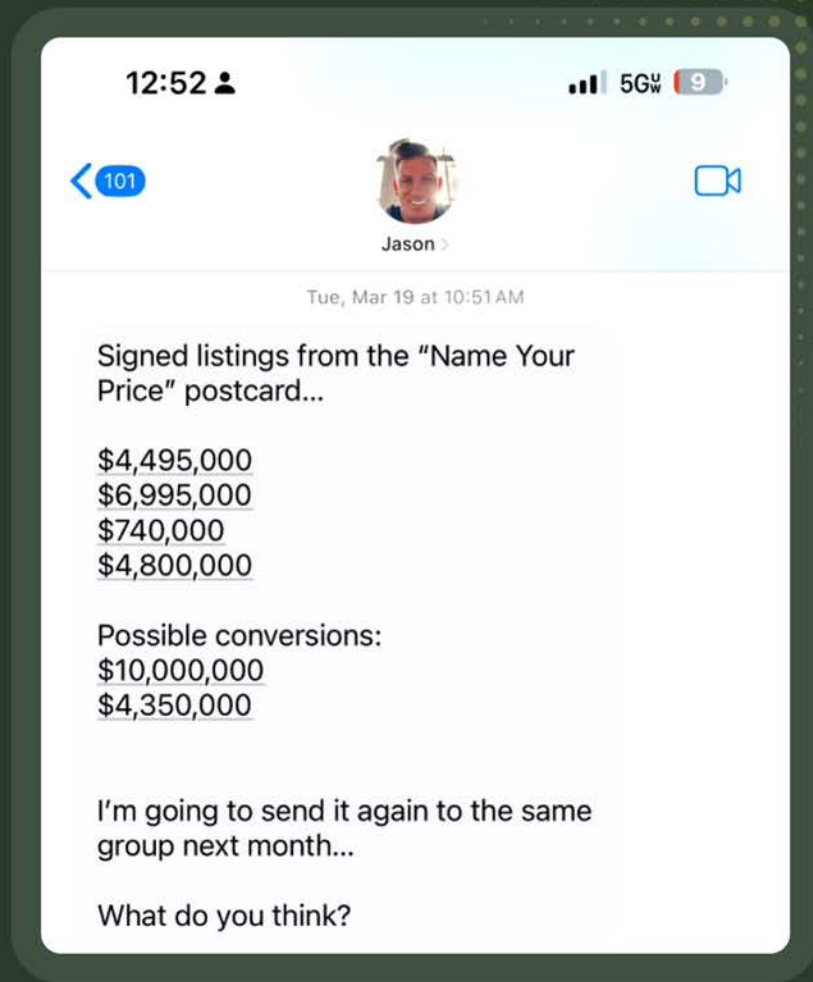 12:52
5GUW 9
101
Jason
Tue, Mar 19 at 10:51 AM
Signed listings from the “Name Your
Price” postcard...
$4,495,000
$6,995,000
$740,000
$4,800,000
Possible conversions:
$10,000,000
$4,350,000
I’m going to send it again to the same
group next month...
What do you think?